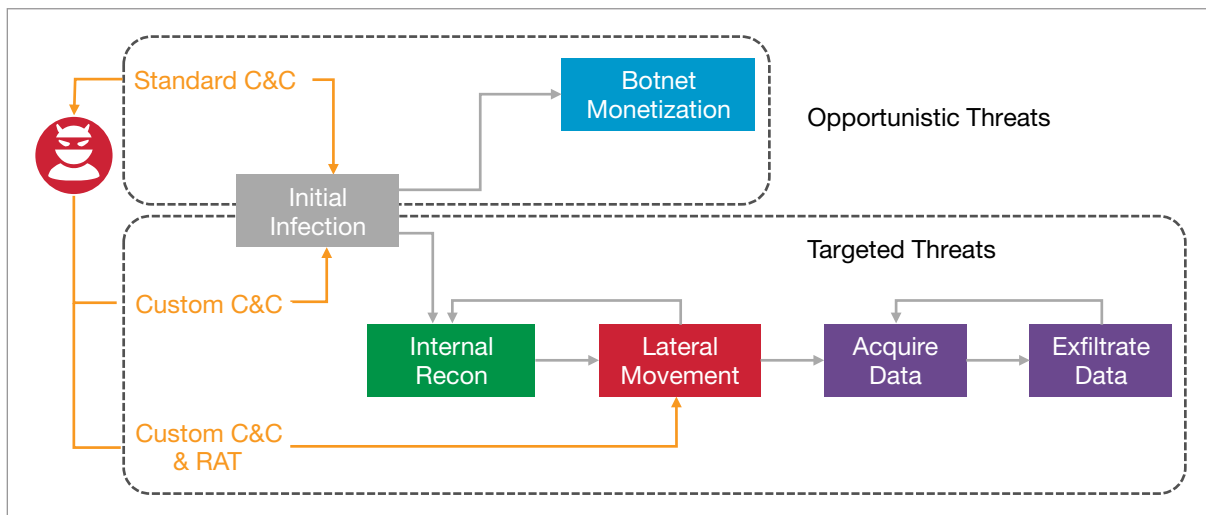 Standard C&C
Botnet
Monetization
Opportunistic Threats
Initial
Infection
Targeted Threats
Custom C&C
Internal
Recon
Lateral
Movement
Acquire
Data
Exfiltrate
Data
Custom C&C
& RAT